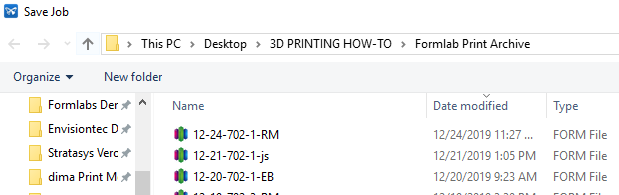 Save Job
This PC > Desktop > 3D PRINTING HOW-TO > Formlab Print Archive
Organize New folder
Name Date modified Type
Formlabs Der
Envisiontec D
Stratasys Verc
dima Print M
12-24-702-1-RM 12/24/2019 11:27 ... FORM File
12-21-702-1-js 12/21/2019 1:05 PM FORM File
12-20-702-1-EB 12/20/2019 9:23 AM FORM File